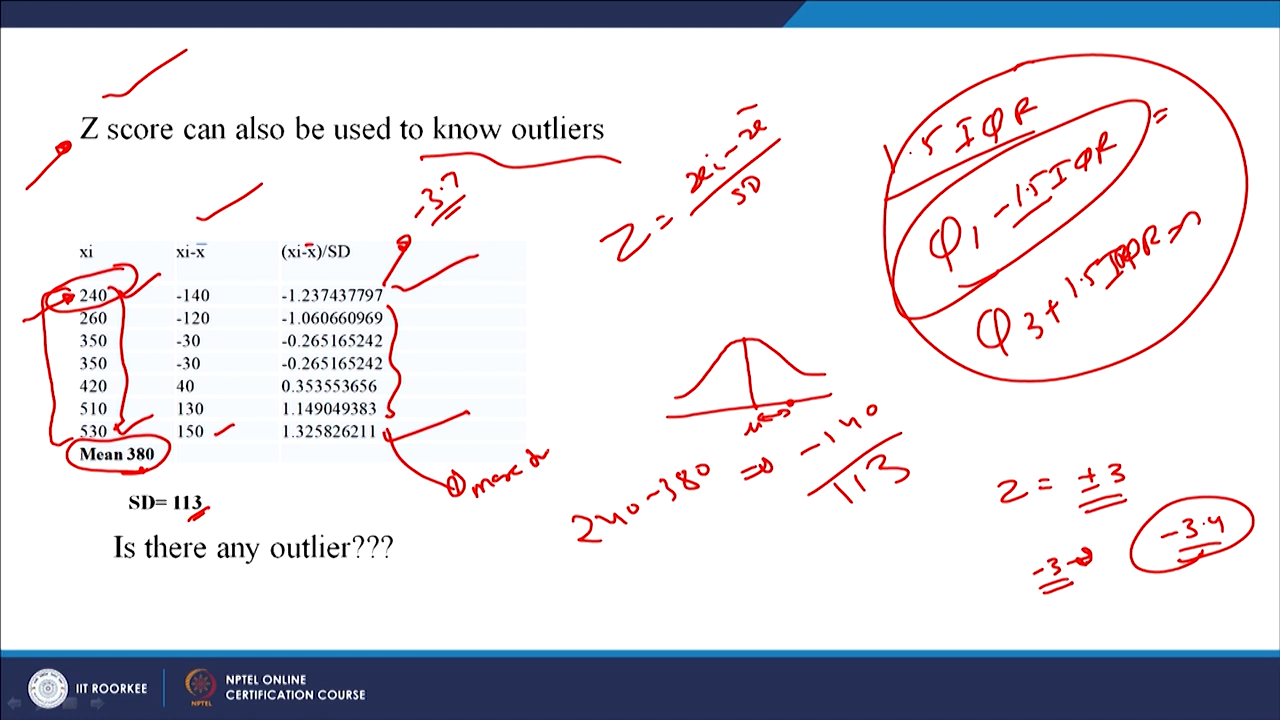 Z score can also be used to know outliers
-3.7
Z = xi - x̄ / SD
1.5 IQR
Q1 - 1.5 IQR =
Q3 + 1.5 IQR =
xi xi-x̄ (xi-x̄)/SD
240 -140 -1.237437797
260 -120 -1.060660969
350 -30 -0.265165242
350 -30 -0.265165242
420 40 0.353553656
510 130 1.149049383
530 150 1.325826211
Mean 380
SD= 113
240-380 ⇒ -140 / 113
Z = ±3
-3 → -3.4
Is there any outlier???
IIT ROORKEE
NPTEL
NPTEL ONLINE
CERTIFICATION COURSE